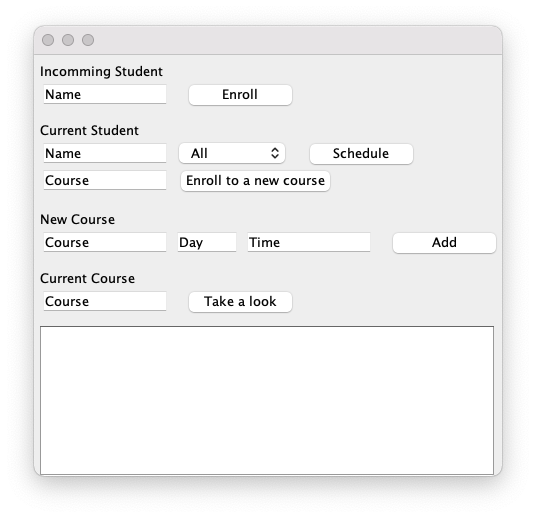 Incomming Student
Name Enroll
Current Student
Name All Schedule
Course Enroll to a new course
New Course
Course Day Time Add
Current Course
Course Take a look